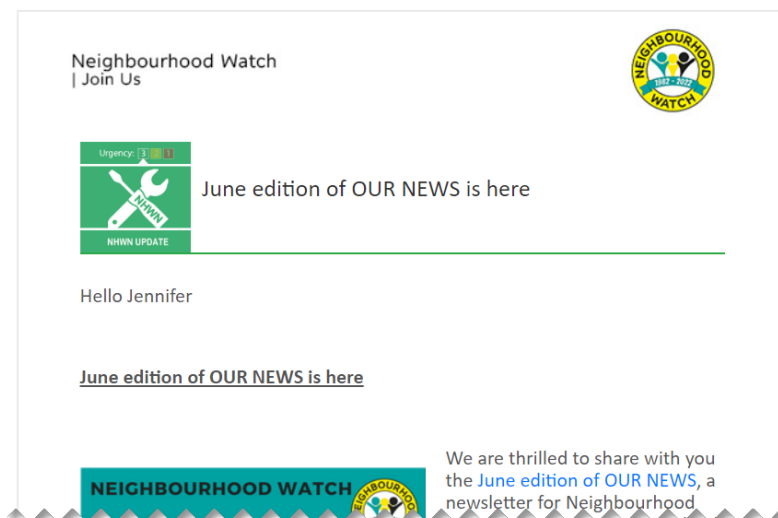 Neighbourhood Watch
| Join Us
NEIGHBOURHOOD
1982 - 2022
WATCH
Urgency: 3 1
NHWN
NHWN UPDATE
June edition of OUR NEWS is here
Hello Jennifer
June edition of OUR NEWS is here
NEIGHBOURHOOD WATCH
We are thrilled to share with you
the June edition of OUR NEWS, a
newsletter for Neighbourhood